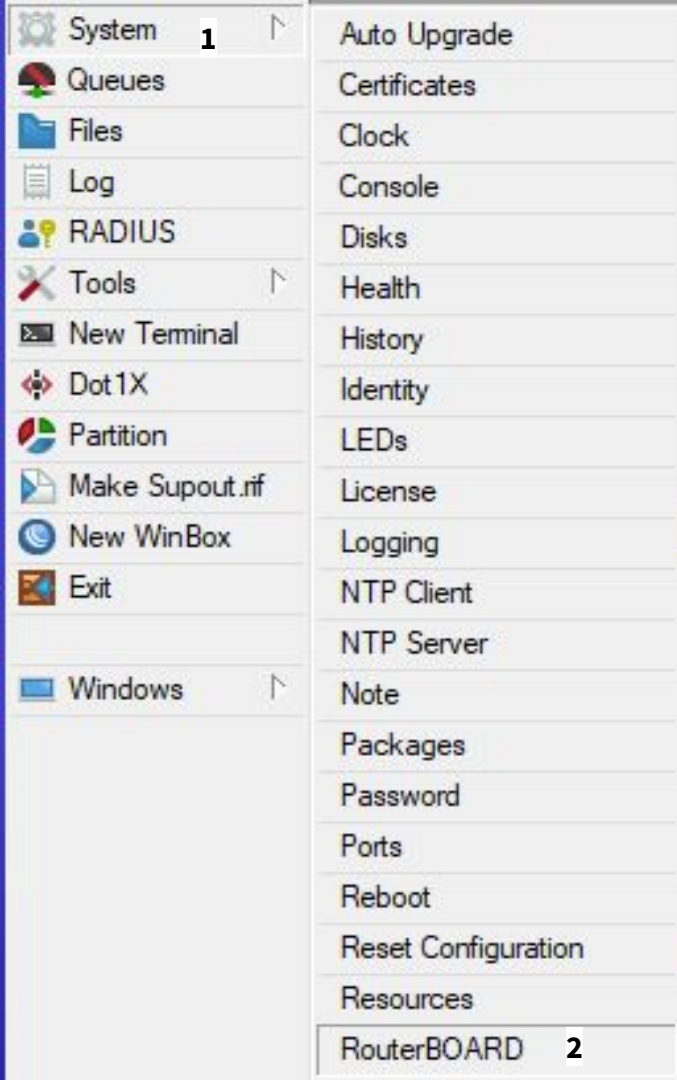 System 1
Queues
Files
Log
RADIUS
Tools
New Terminal
Dot1X
Partition
Make Supout.rif
New WinBox
Exit
Windows
Auto Upgrade
Certificates
Clock
Console
Disks
Health
History
Identity
LEDs
License
Logging
NTP Client
NTP Server
Note
Packages
Password
Ports
Reboot
Reset Configuration
Resources
RouterBOARD 2